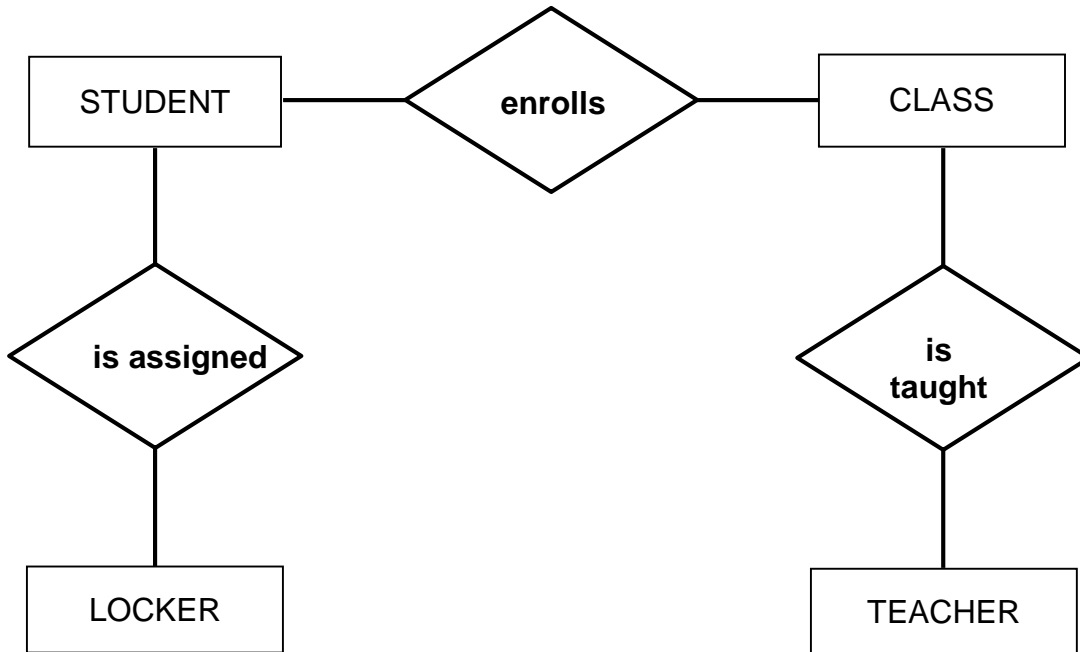 STUDENT
enrolls
CLASS
is assigned
is
taught
LOCKER
TEACHER